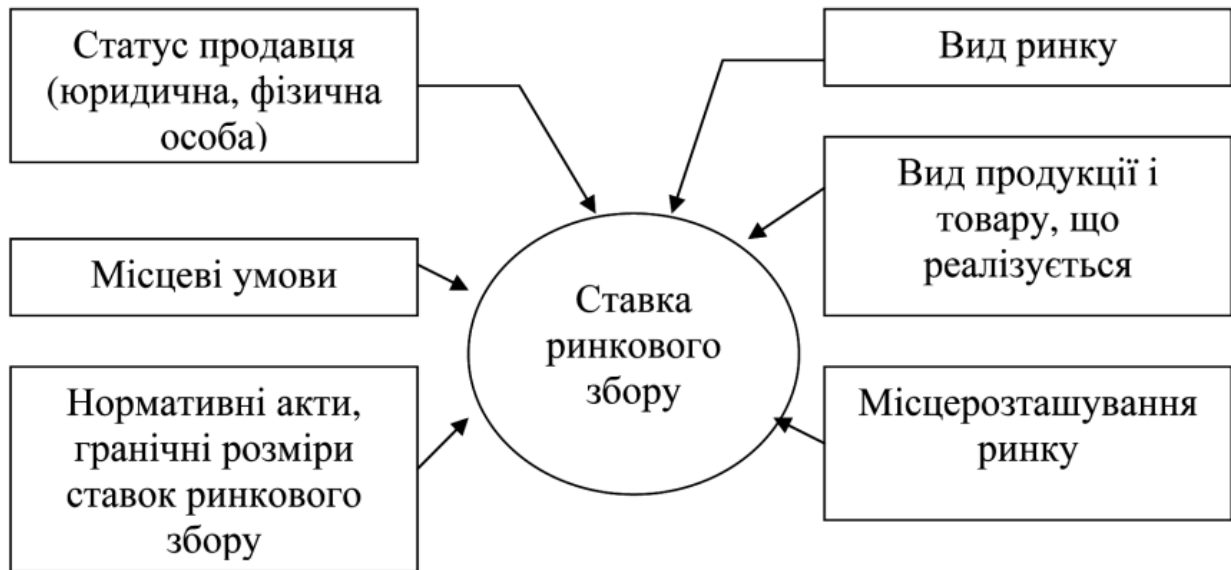 Статус продавця
(юридична, фізична
особа)
Місцеві умови
Нормативні акти,
гранічні розміри
ставок ринкового
збору
Ставка
ринкового
збору
Вид ринку
Вид продукції і
товару, що
реалізується
Місцерозташування
ринку